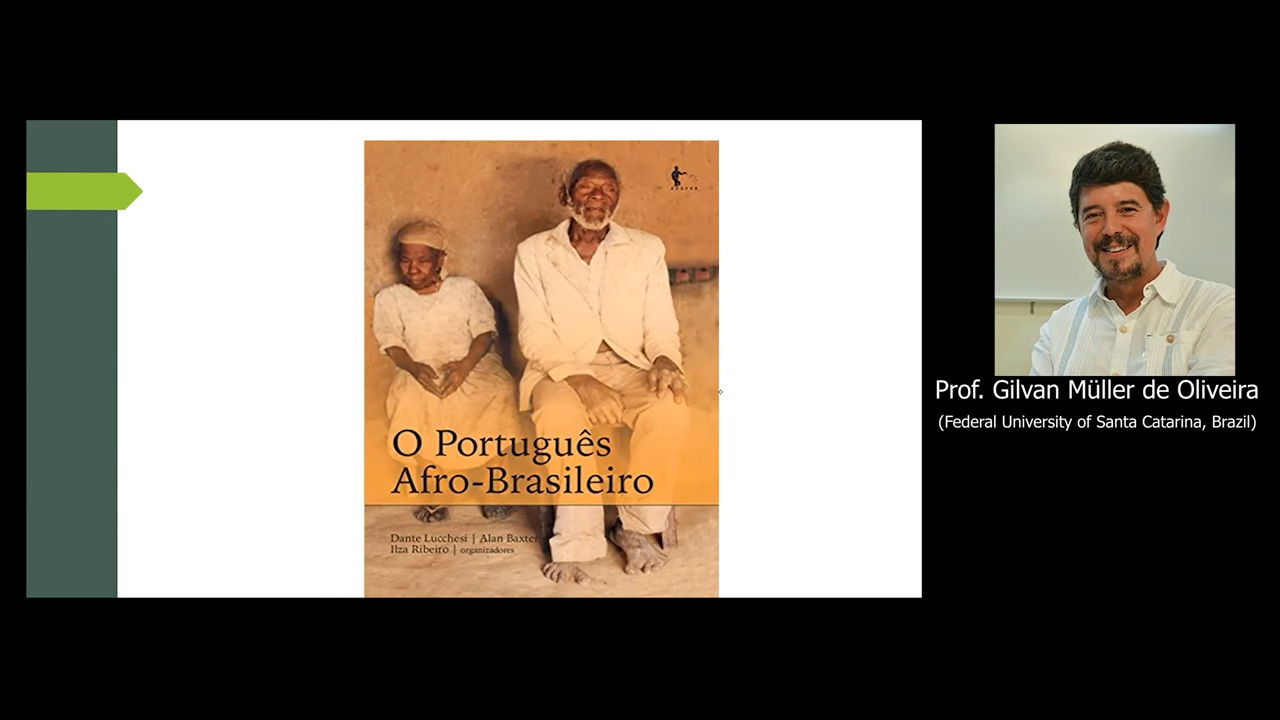 O Português
Afro-Brasileiro
Dante Lucchesi | Alan Baxter
Ilza Ribeiro | organizadores
Prof. Gilvan Müller de Oliveira
(Federal University of Santa Catarina, Brazil)